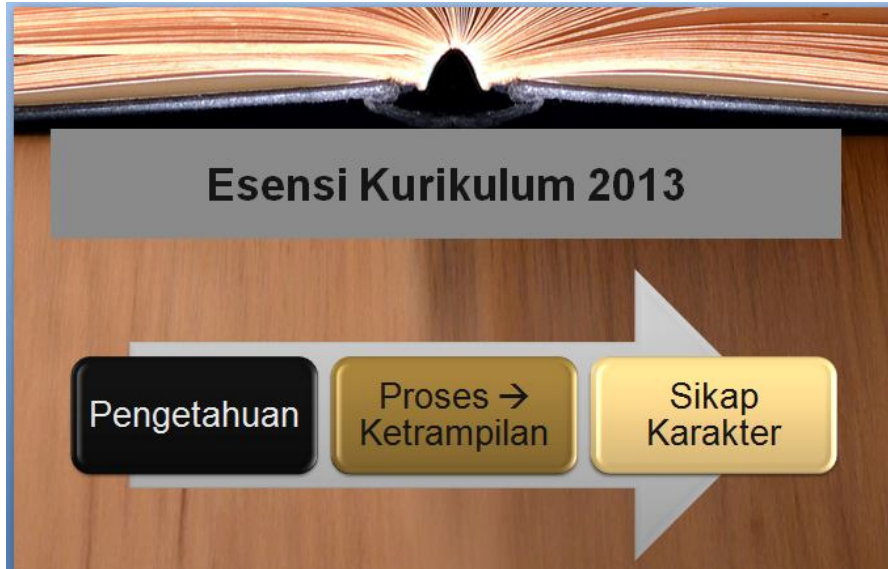 Esensi Kurikulum 2013
Pengetahuan
Proses →
Ketrampilan
Sikap
Karakter